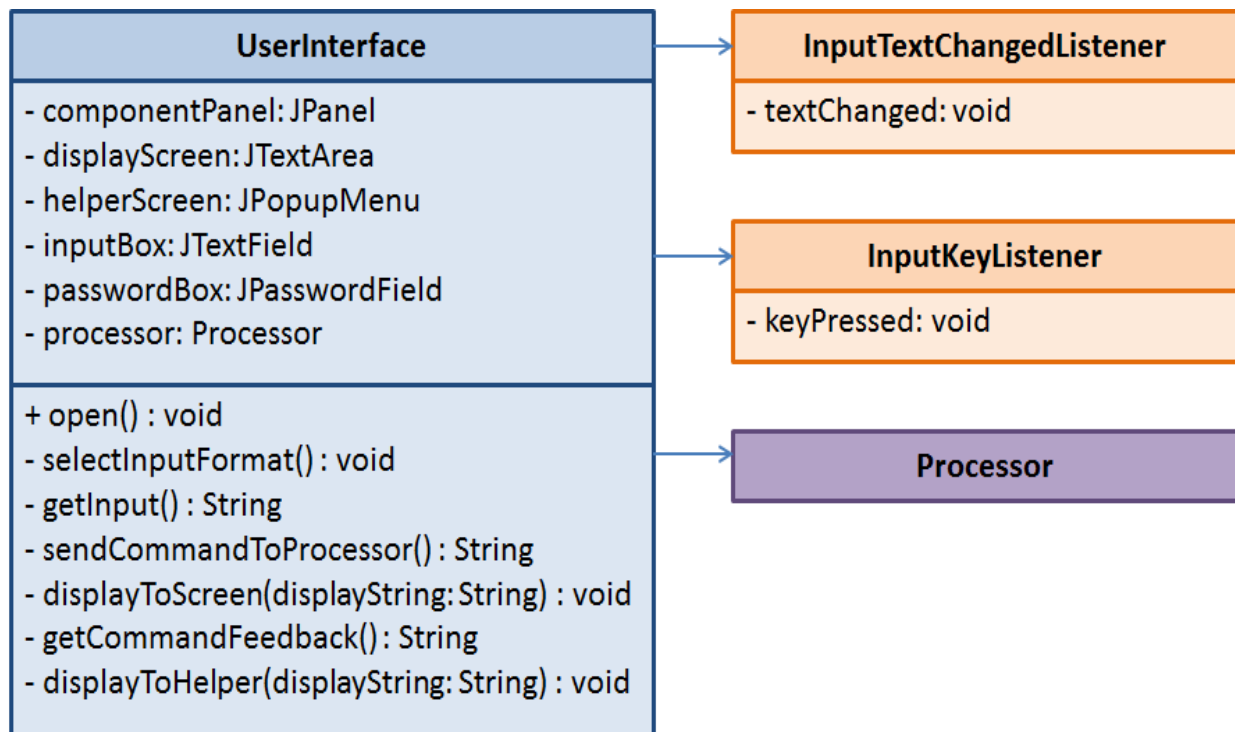 UserInterface
- componentPanel: JPanel
- displayScreen: JTextArea
- helperScreen: JPopupMenu
- inputBox: JTextField
- passwordBox: JPasswordField
- processor: Processor
+ open() : void
- selectInputFormat() : void
- getInput() : String
- sendCommandToProcessor() : String
- displayToScreen(displayString: String) : void
- getCommandFeedback() : String
- displayToHelper(displayString: String) : void
InputTextChangedListener
- textChanged: void
InputKeyListener
- keyPressed: void
Processor